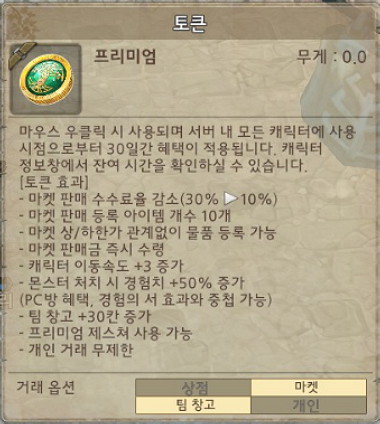 토큰
프리미엄 무게 : 0.0
마우스 우클릭 시 사용되며 서버 내 모든 캐릭터에 사용
시점으로부터 30일간 혜택이 적용됩니다. 캐릭터
정보창에서 잔여 시간을 확인하실 수 있습니다.
[토큰 효과]
- 마켓 판매 수수료율 감소(30% ▶10%)
- 마켓 판매 등록 아이템 개수 10개
- 마켓 상/하한가 관계없이 물품 등록 가능
- 마켓 판매금 즉시 수령
- 캐릭터 이동속도 +3 증가
- 몬스터 처치 시 경험치 +50% 증가
(PC방 혜택, 경험의 서 효과와 중첩 가능)
- 팀 창고 +30칸 증가
- 프리미엄 제스쳐 사용 가능
- 개인 거래 무제한
거래 옵션 상점 마켓
팀 창고 개인